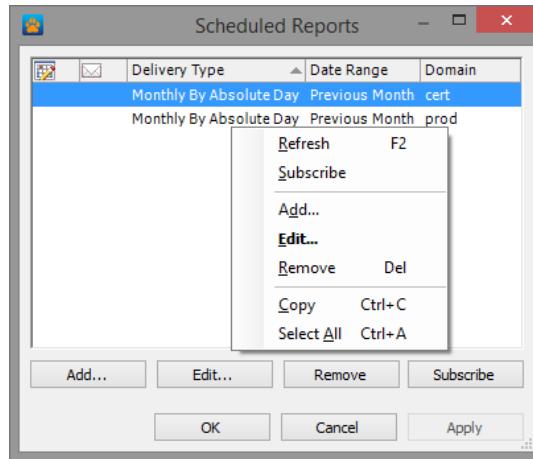 Scheduled Reports
Delivery Type Date Range Domain
Monthly By Absolute Day Previous Month cert
Monthly By Absolute Day Previous Month prod
Refresh F2
Subscribe
Add...
Edit...
Remove Del
Copy Ctrl+C
Select All Ctrl+A
Add... Edit... Remove Subscribe
OK Cancel Apply